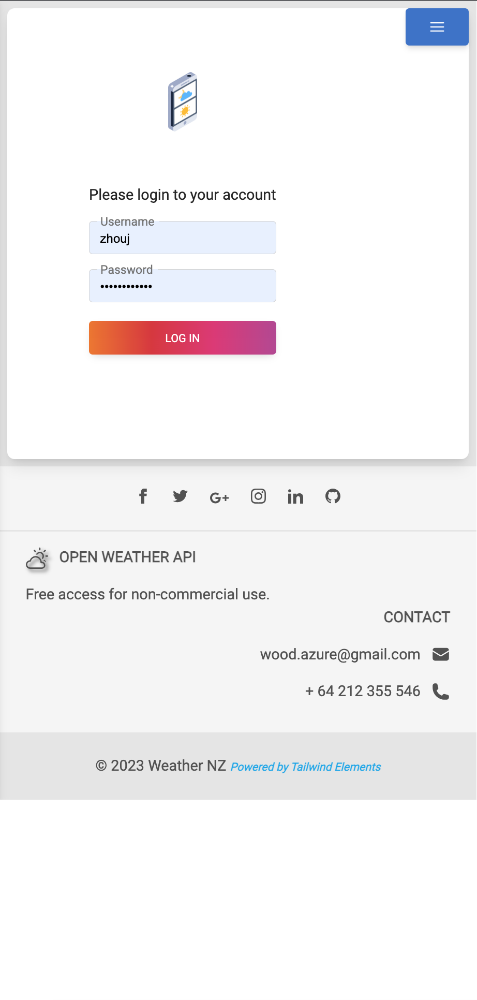 Please login to your account
Username
zhouj
Password
••••••••••••
LOG IN
OPEN WEATHER API
Free access for non-commercial use.
CONTACT
wood.azure@gmail.com
+ 64 212 355 546
© 2023 Weather NZ Powered by Tailwind Elements